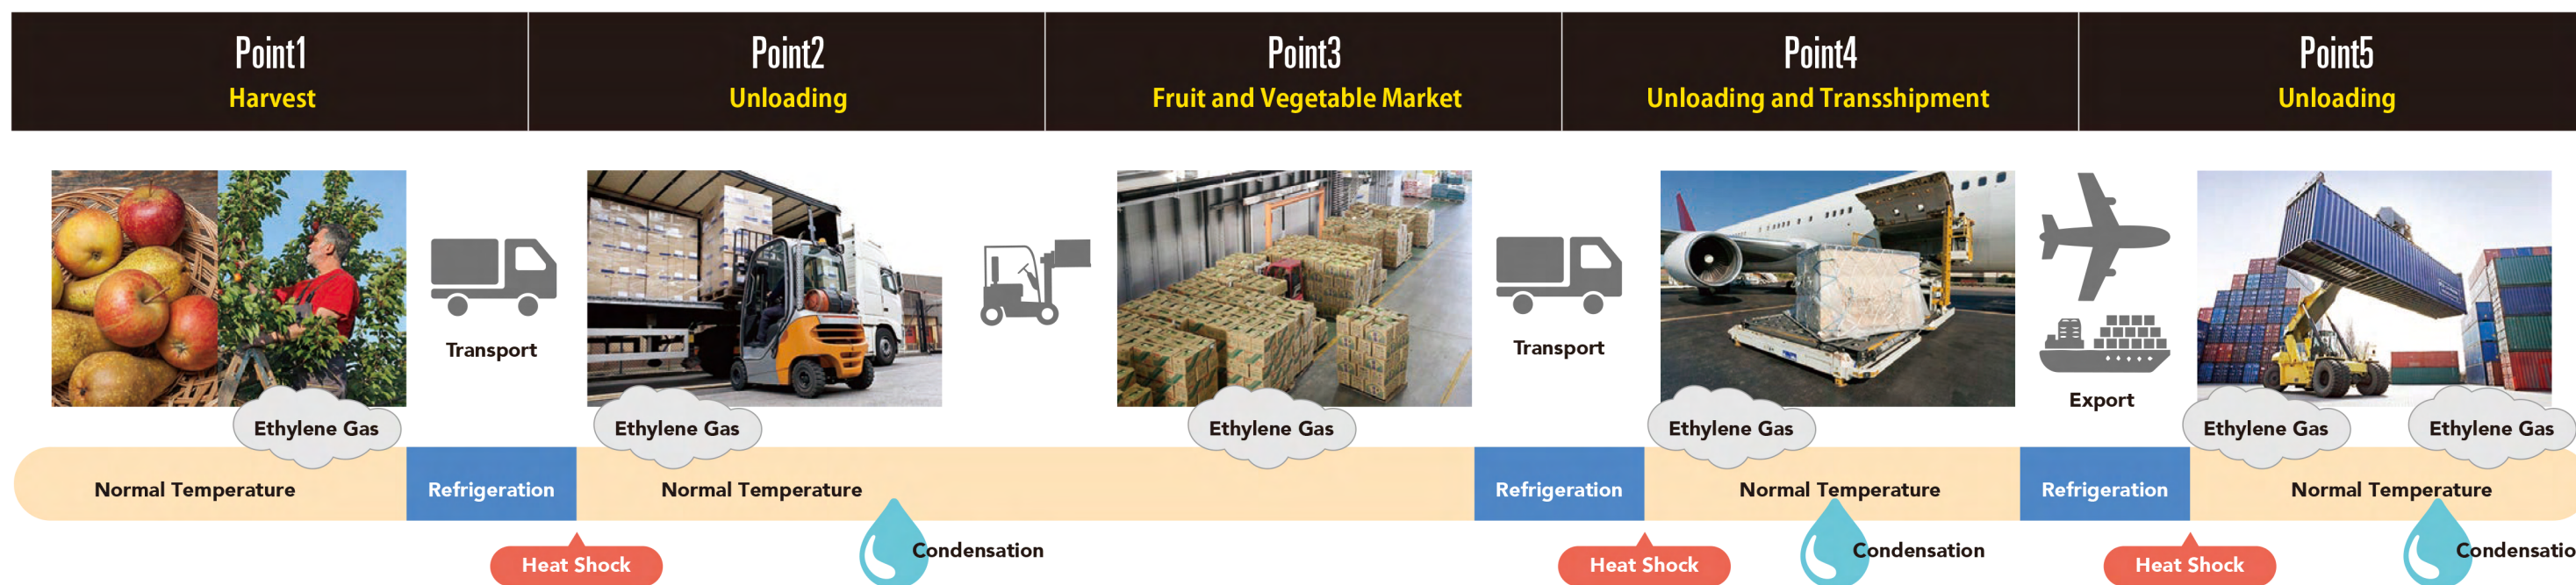 Point1
Harvest
Point2
Unloading
Point3
Fruit and Vegetable Market
Point4
Unloading and Transshipment
Point5
Unloading
Transport
Transport
Export
Ethylene Gas
Ethylene Gas
Ethylene Gas
Ethylene Gas
Ethylene Gas
Ethylene Gas
Normal Temperature
Refrigeration
Normal Temperature
Refrigeration
Normal Temperature
Refrigeration
Normal Temperature
Heat Shock
Condensation
Heat Shock
Condensation
Heat Shock
Condensatio